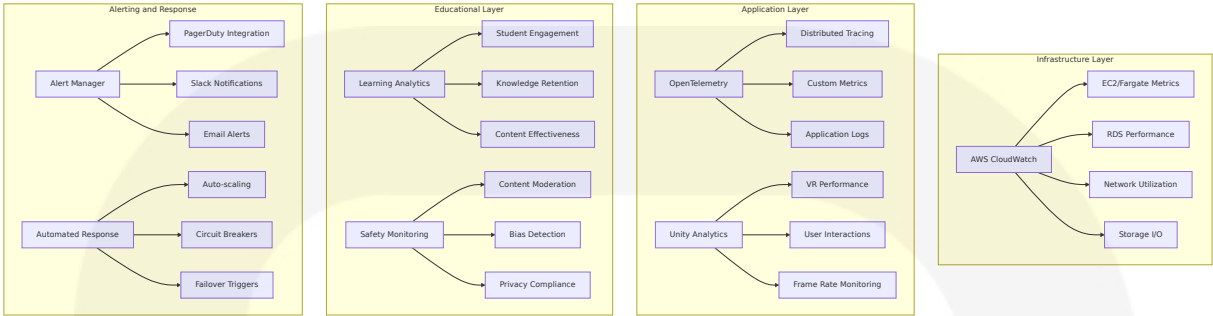 Alerting and Response
Alert Manager
PagerDuty Integration
Slack Notifications
Email Alerts
Automated Response
Auto-scaling
Circuit Breakers
Failover Triggers
Educational Layer
Learning Analytics
Student Engagement
Knowledge Retention
Content Effectiveness
Safety Monitoring
Content Moderation
Bias Detection
Privacy Compliance
Application Layer
OpenTelemetry
Distributed Tracing
Custom Metrics
Application Logs
Unity Analytics
VR Performance
User Interactions
Frame Rate Monitoring
Infrastructure Layer
AWS CloudWatch
EC2/Fargate Metrics
RDS Performance
Network Utilization
Storage I/O